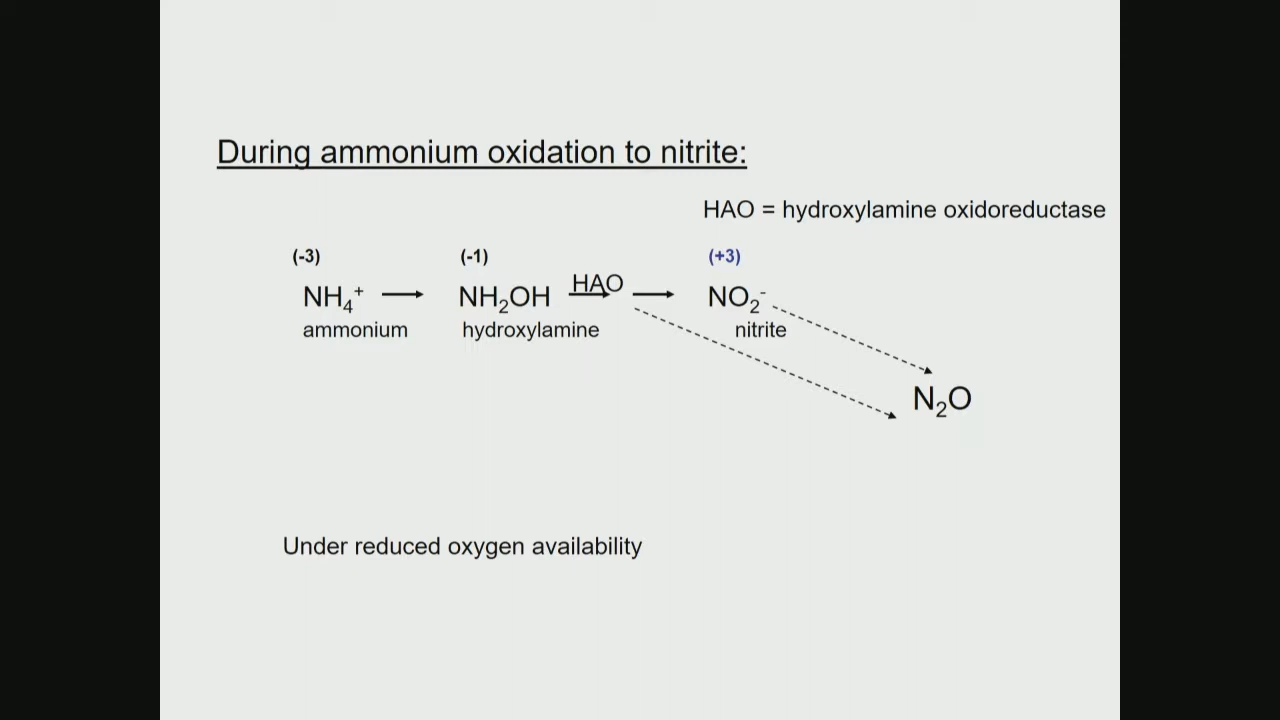 During ammonium oxidation to nitrite:
HAO = hydroxylamine oxidoreductase
(-3) (-1) (+3)
NH₄⁺ NH₂OH HAO NO₂⁻
ammonium hydroxylamine nitrite
N₂O
Under reduced oxygen availability